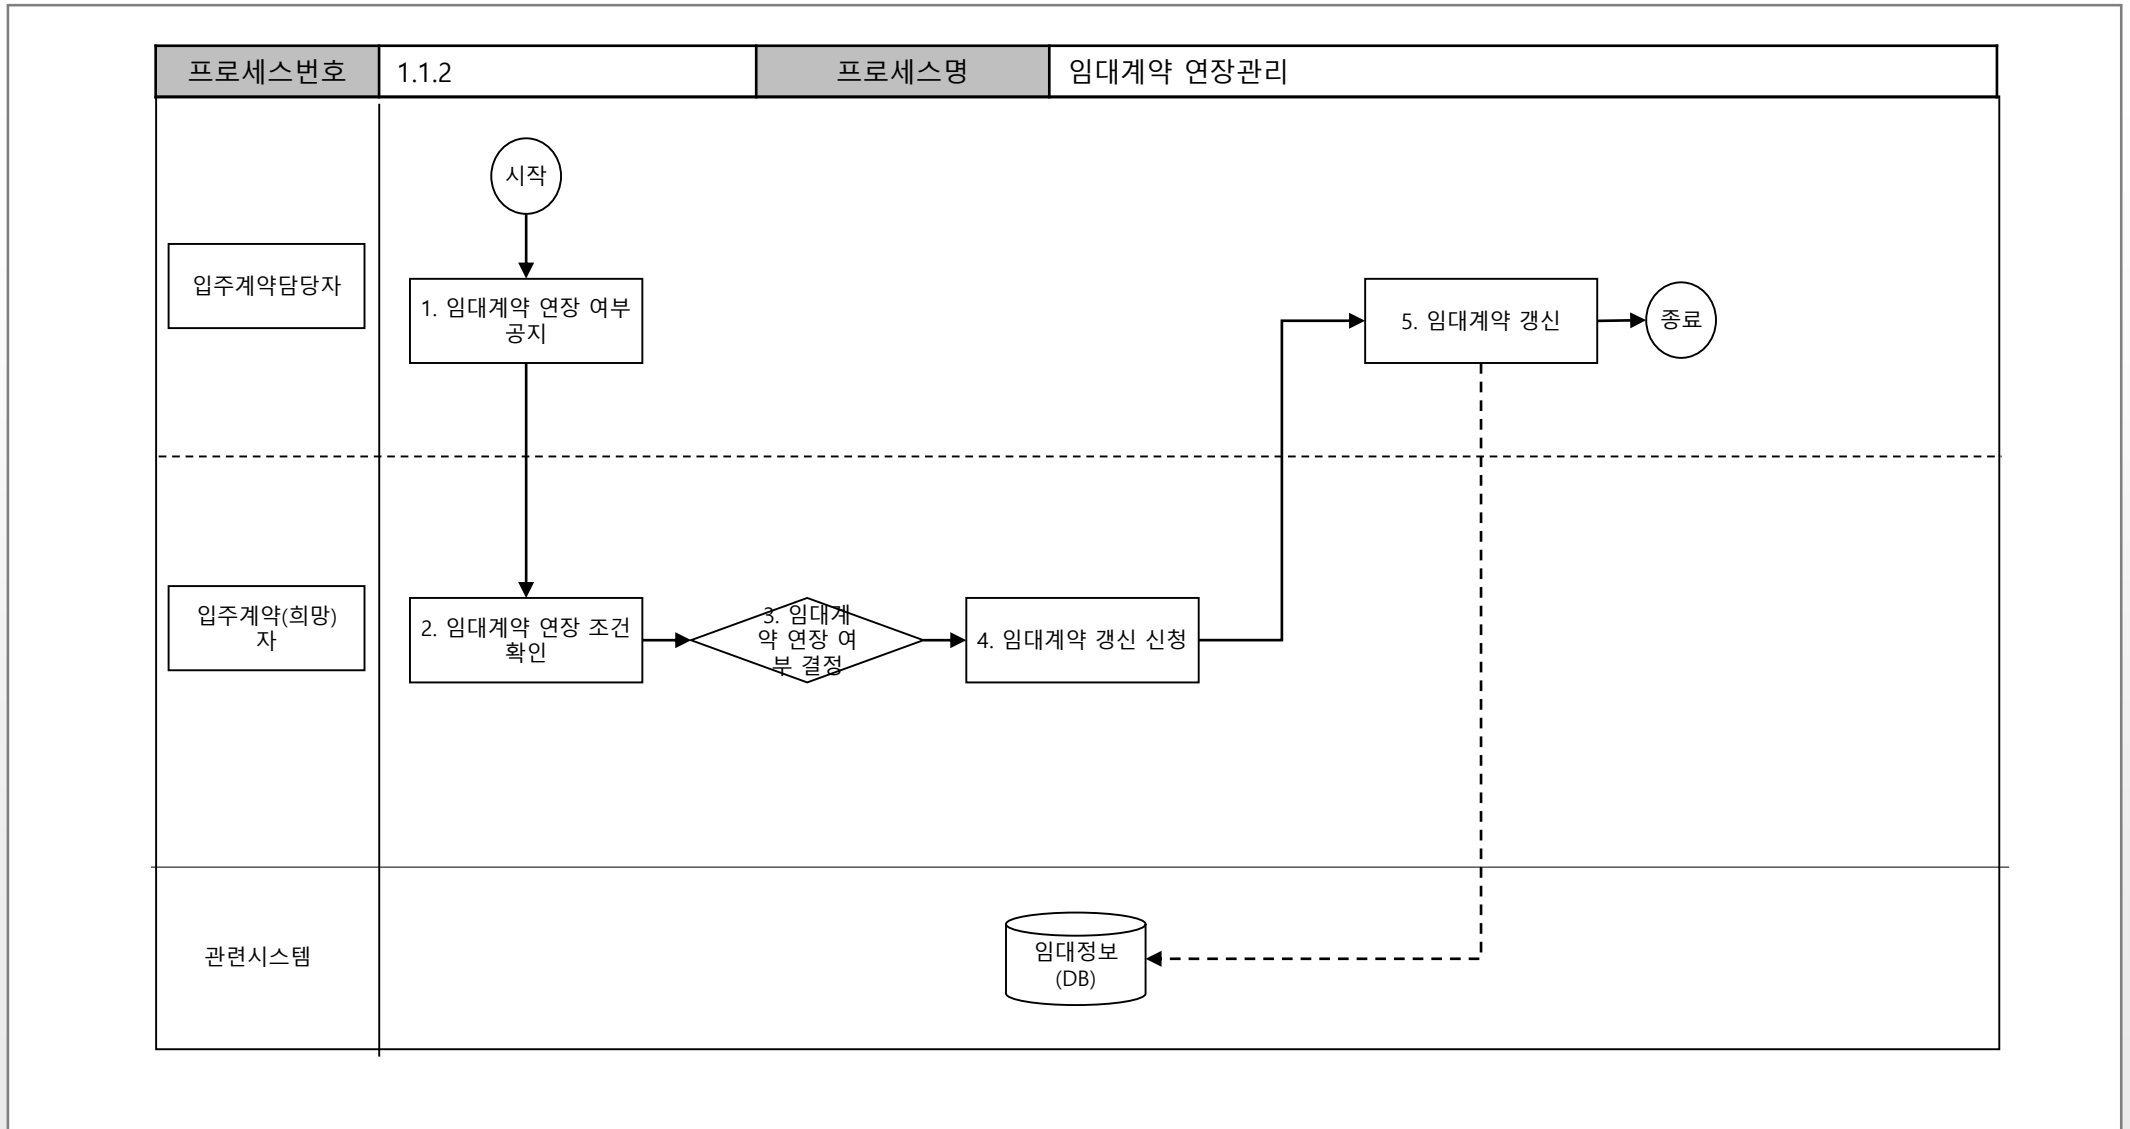 프로세스번호 1.1.2 프로세스명 임대계약 연장관리
시작
입주계약담당자
1. 임대계약 연장 여부
공지
5. 임대계약 갱신
종료
입주계약(희망)
자
2. 임대계약 연장 조건
확인
3. 임대계
약 연장 여
부 결정
4. 임대계약 갱신 신청
관련시스템
임대정보
(DB)